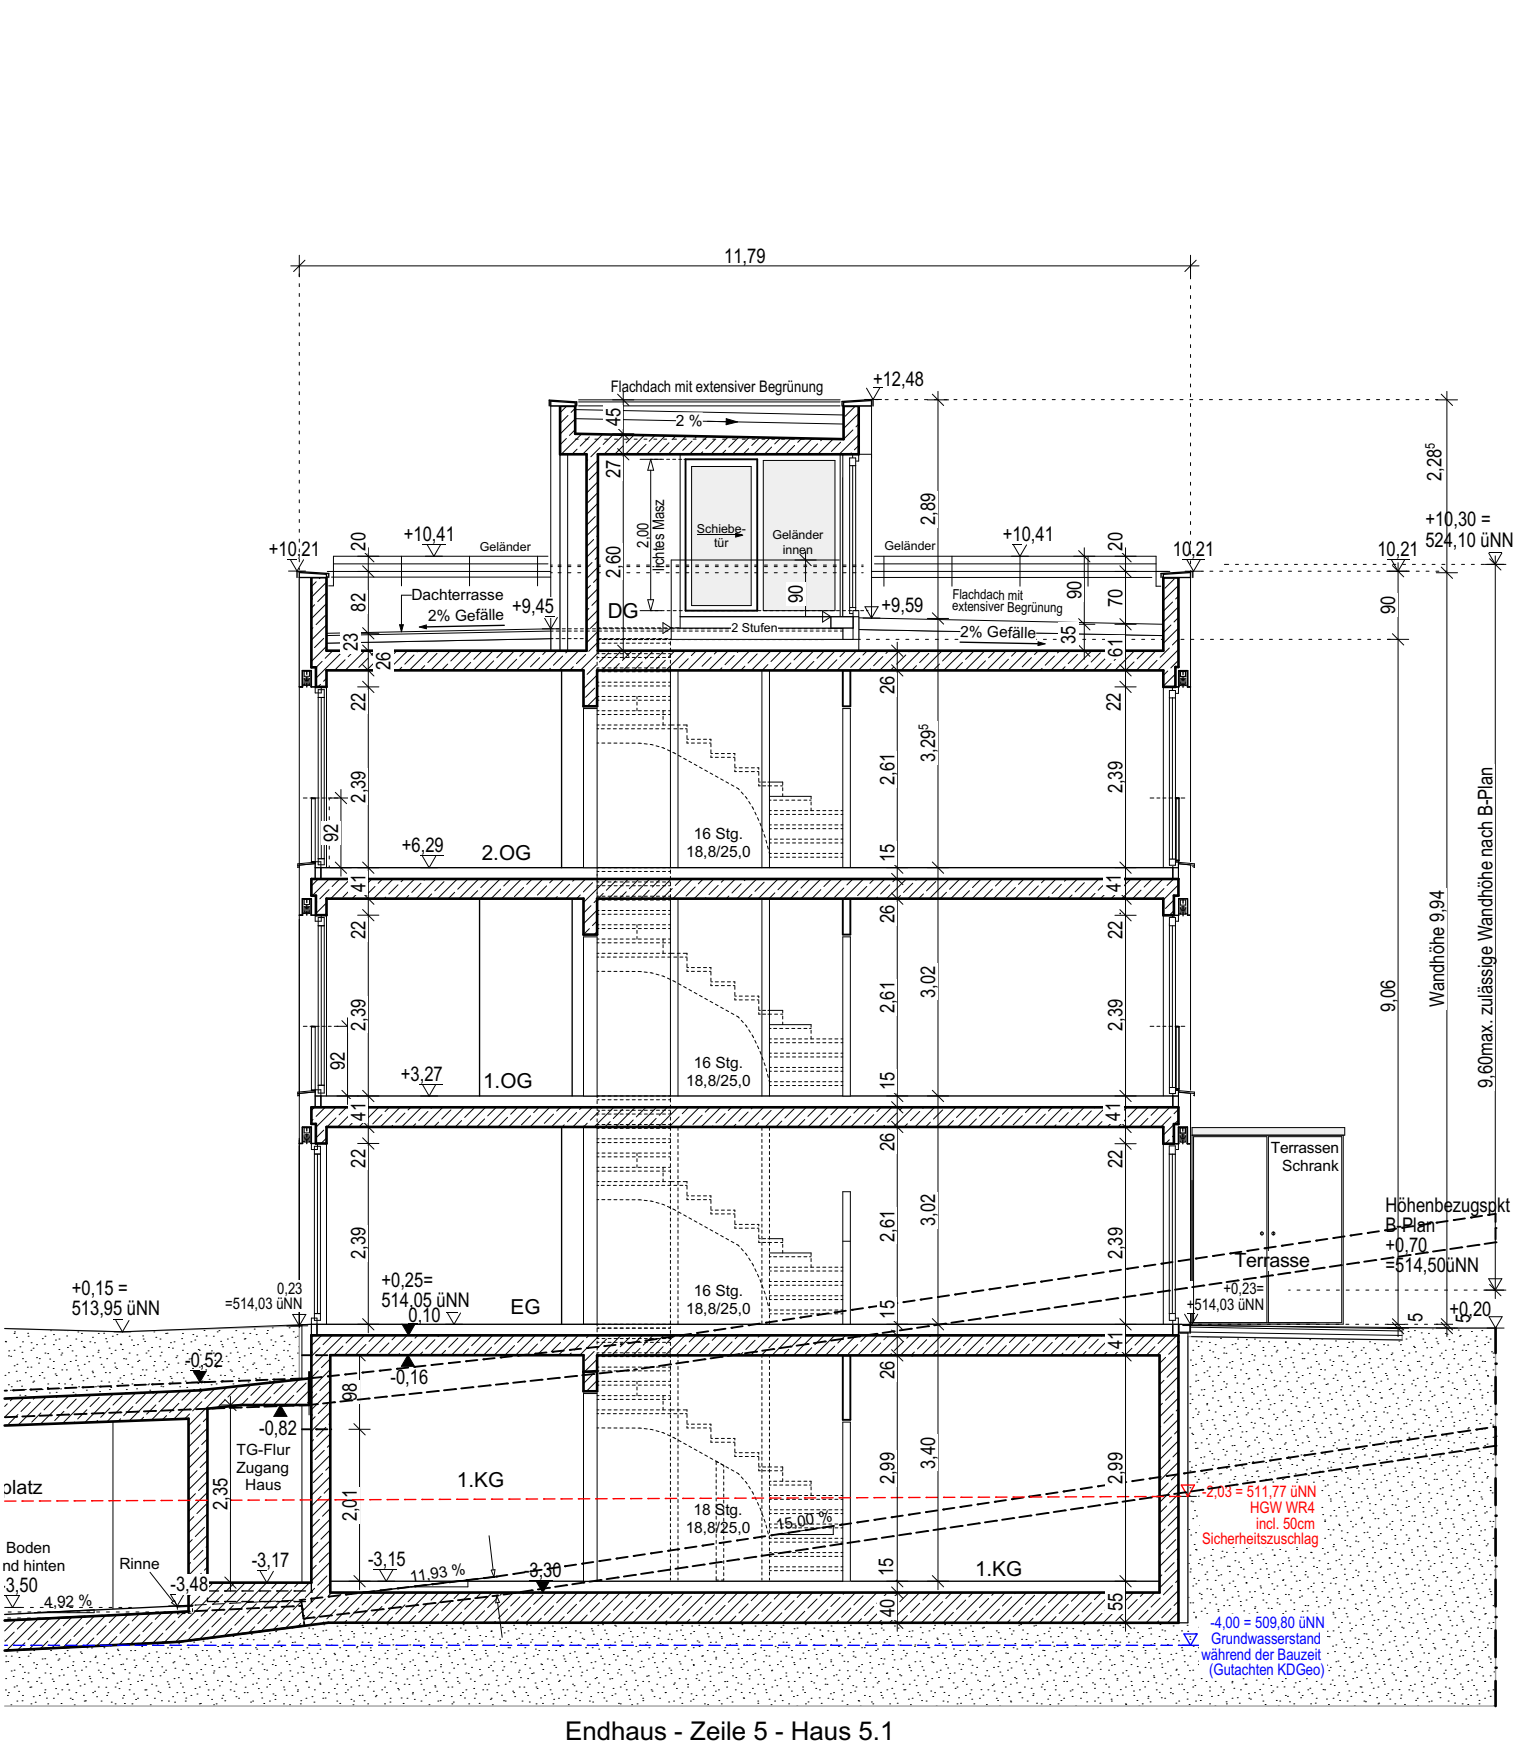 11,79
Flachdach mit extensiver Begrünung
+12,48
45
2 %
27
2,28⁵
2,89
2,00
lichtes Masz
Schiebe-
tür
Geländer
innen
+10,30 =
524,10 üNN
+10,21
20
+10,41
Geländer
2,60
Geländer
+10,41
20
10,21
10,21
82
Dachterrasse
2% Gefälle
+9,45
DG
90
2 Stufen
+9,59
Flachdach mit
extensiver Begrünung
2% Gefälle
90
70
90
23
26
35
61
22
26
22
2,39
3,29⁵
2,61
2,39
92
16 Stg.
18,8/25,0
+6,29
2.OG
15
41
41
26
22
22
2,39
2,61
3,02
2,39
92
16 Stg.
18,8/25,0
+3,27
1.OG
15
41
41
9,06
Wandhöhe 9,94
9,60max. zulässige Wandhöhe nach B-Plan
26
22
22
Terrassen
Schrank
2,39
2,61
3,02
2,39
Höhenbezugspkt
B-Plan
+0,70
=514,50üNN
Terrasse
+0,15 =
513,95 üNN
0,23
=514,03 üNN
+0,25=
514,05 üNN
0,10
EG
16 Stg.
18,8/25,0
15
+0,23=
+514,03 üNN
5
5
+0,20
41
-0,52
-0,16
98
26
-0,82
TG-Flur
Zugang
Haus
2,35
1.KG
2,01
2,99
3,40
2,99
platz
18 Stg.
18,8/25,0
15,00 %
-2,03 = 511,77 üNN
HGW WR4
incl. 50cm
Sicherheitszuschlag
Boden
nd hinten
3,50
Rinne
-3,17
-3,15
11,93 %
3,30
15
1.KG
4,92 %
-3,48
40
55
-4,00 = 509,80 üNN
Grundwasserstand
während der Bauzeit
(Gutachten KDGeo)
Endhaus - Zeile 5 - Haus 5.1